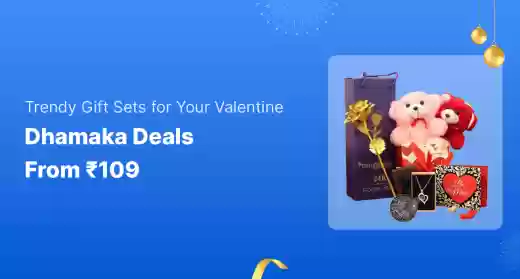 Trendy Gift Sets for Your Valentine
Dhamaka Deals
From ₹109